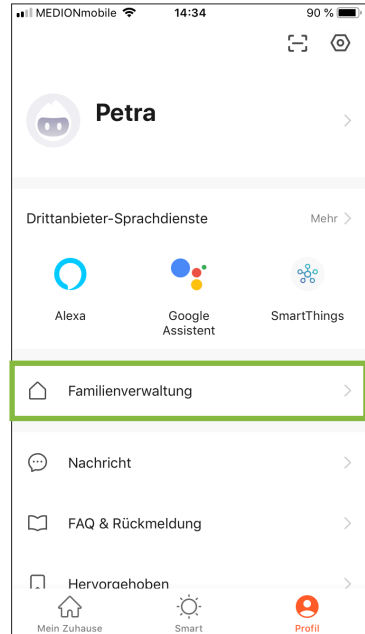 MEDIONmobile 14:34 90 %
Petra
Drittanbieter-Sprachdienste Mehr
Alexa Google Assistent SmartThings
Familienverwaltung
Nachricht
FAQ & Rückmeldung
Hervorgehoben
Mein Zuhause Smart Profil